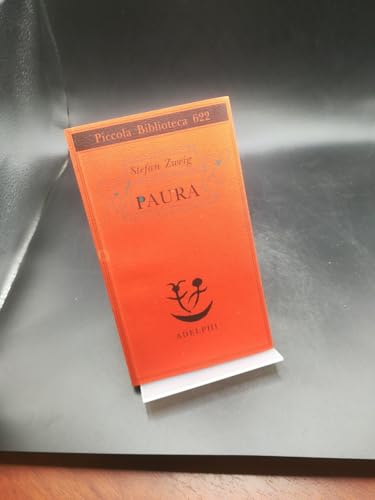 Piccola Biblioteca 622
Stefan Zweig
PAURA
ADELPHI